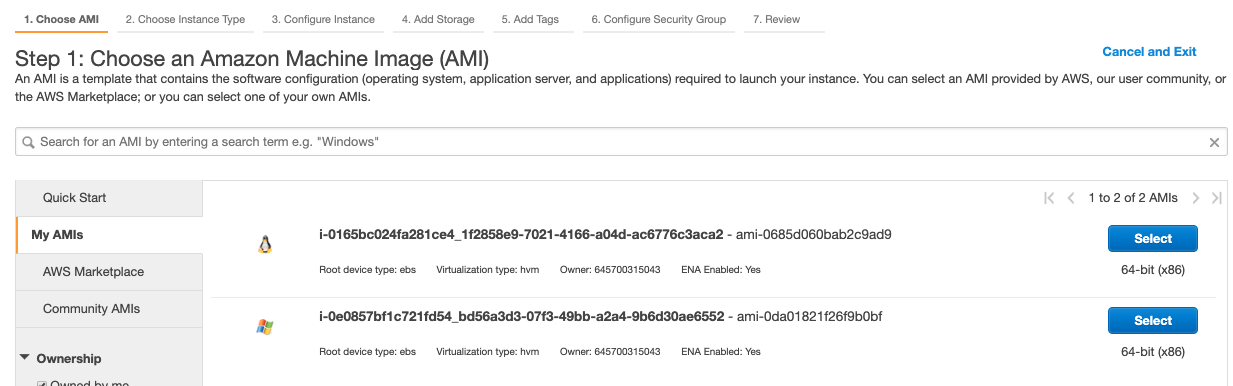 1. Choose AMI 2. Choose Instance Type 3. Configure Instance 4. Add Storage 5. Add Tags 6. Configure Security Group 7. Review
Step 1: Choose an Amazon Machine Image (AMI)
Cancel and Exit
An AMI is a template that contains the software configuration (operating system, application server, and applications) required to launch your instance. You can select an AMI provided by AWS, our user community, or
the AWS Marketplace; or you can select one of your own AMIs.
Search for an AMI by entering a search term e.g. "Windows"
Quick Start
My AMIs
AWS Marketplace
Community AMIs
Ownership
Owned by me
1 to 2 of 2 AMIs
i-0165bc024fa281ce4_1f2858e9-7021-4166-a04d-ac6776c3aca2 - ami-0685d060bab2c9ad9
Select
Root device type: ebs Virtualization type: hvm Owner: 645700315043 ENA Enabled: Yes
64-bit (x86)
i-0e0857bf1c721fd54_bd56a3d3-07f3-49bb-a2a4-9b6d30ae6552 - ami-0da01821f26f9b0bf
Select
Root device type: ebs Virtualization type: hvm Owner: 645700315043 ENA Enabled: Yes
64-bit (x86)